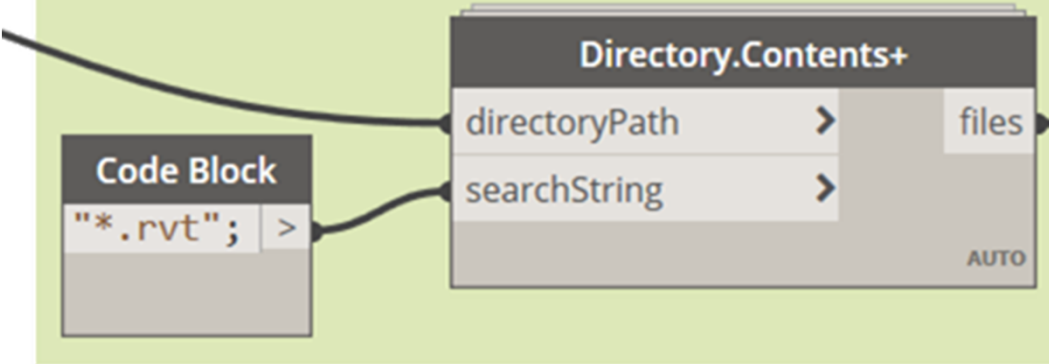 Directory.Contents+
directoryPath
files
searchString
AUTO
Code Block
"*.rvt"; >